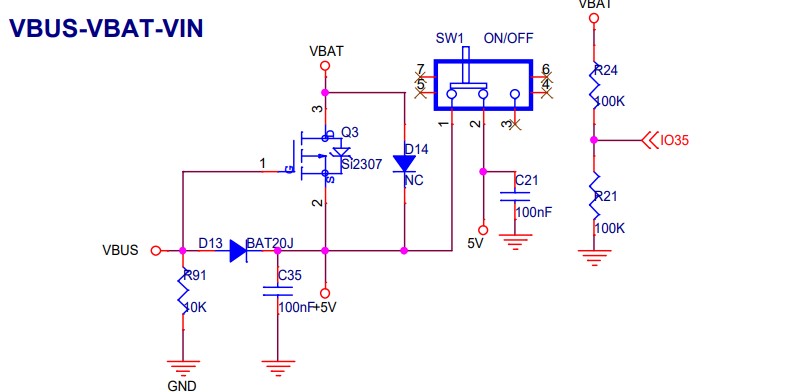 VBAT
VBUS-VBAT-VIN
SW1 ON/OFF
VBAT
7 6
5 4
R24
3
100K
1 2 3
Q3
D
IO35
1 G
Si2307
D14
S
NC
C21
R21
2
100nF
100K
VBUS
D13 BAT20J
5V
R91
C35
10K
100nF
+5V
GND